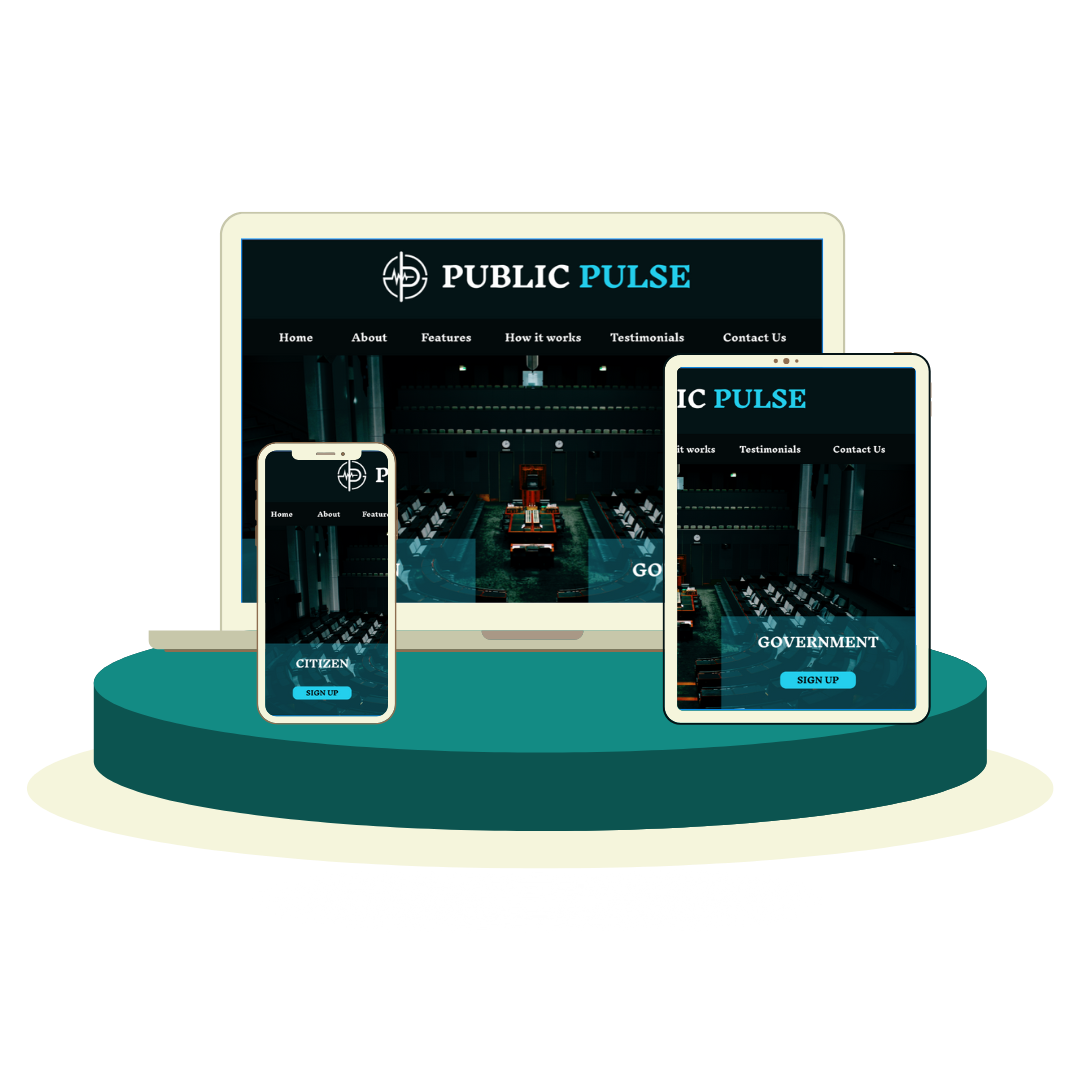 PUBLIC PULSE
Home About Features How it works Testimonials Contact Us
GO
IC PULSE
it works Testimonials Contact Us
GOVERNMENT
SIGN UP
P
Home About Featur
CITIZEN
SIGN UP